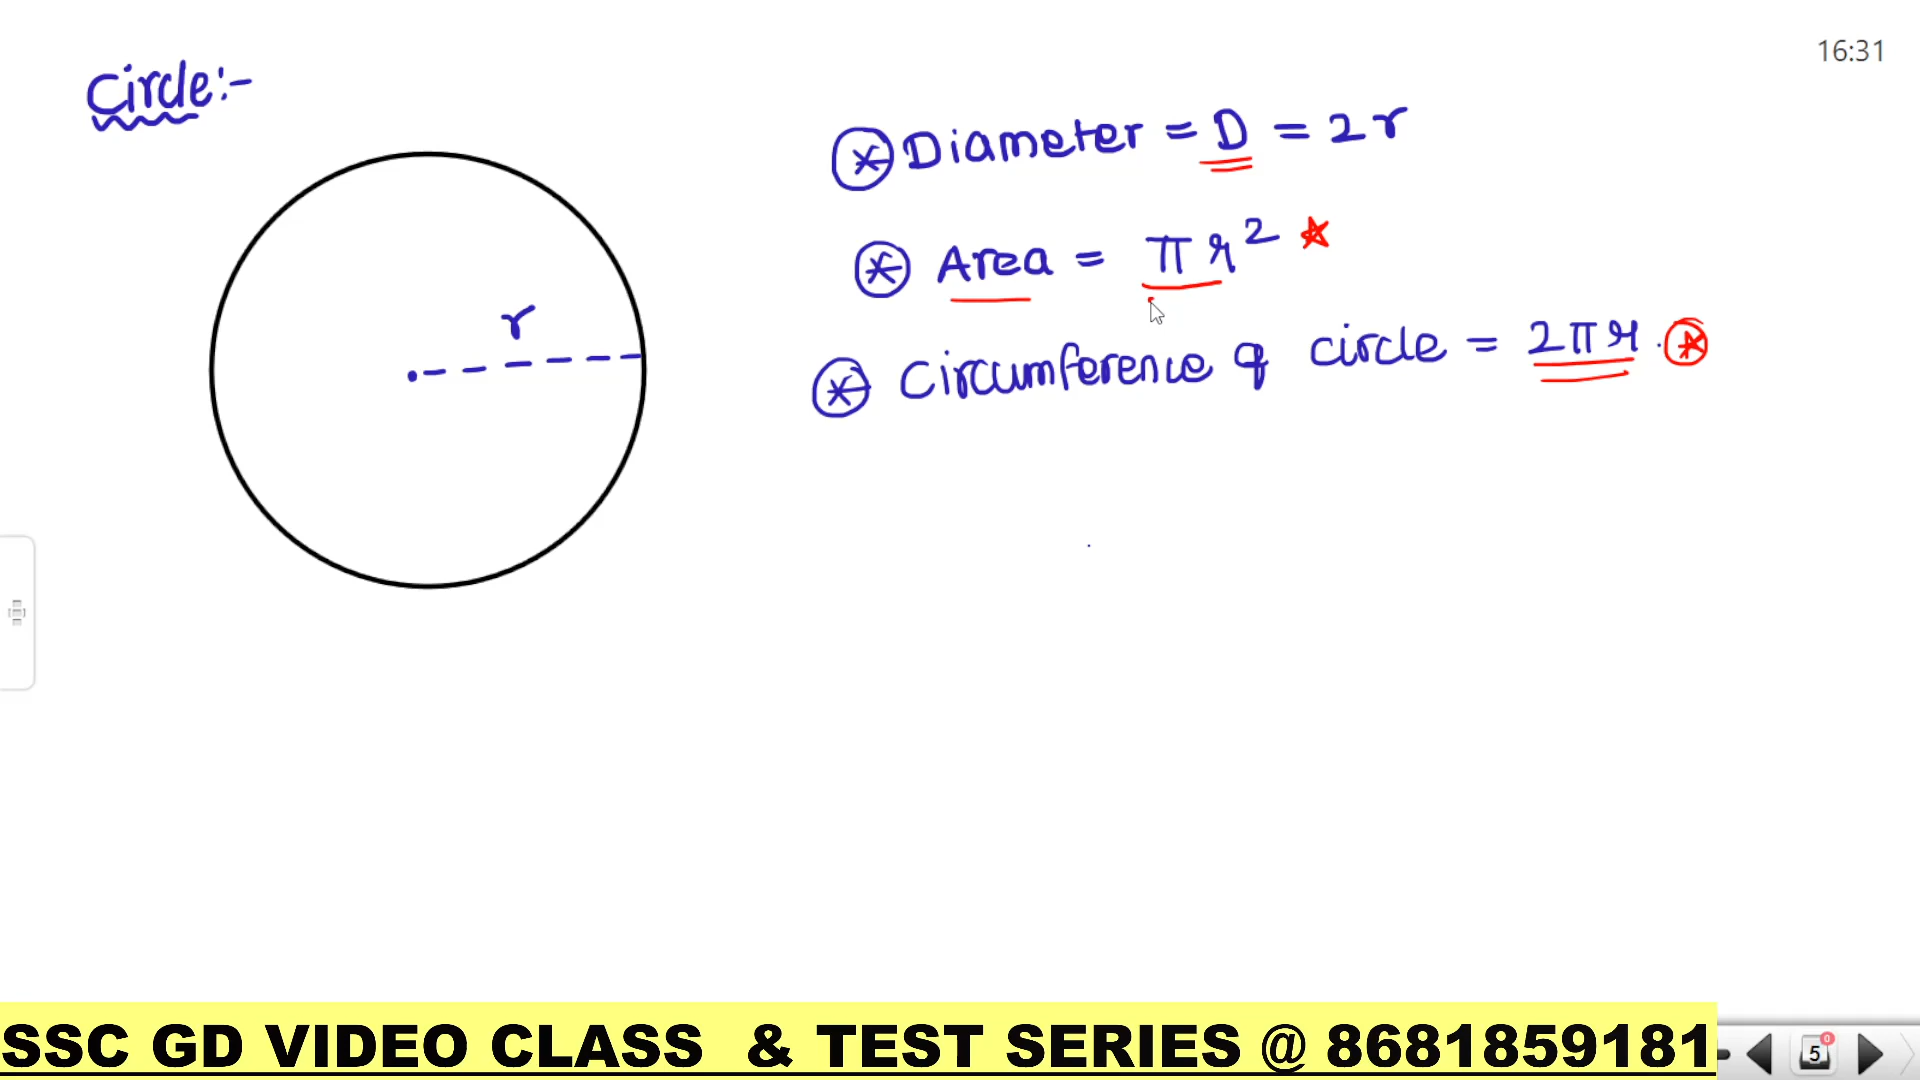 16:31
Circle:-
Diameter = D = 2r
Area = πr²
r
Circumference of circle = 2πr.
SSC GD VIDEO CLASS & TEST SERIES @ 8681859181
5
0